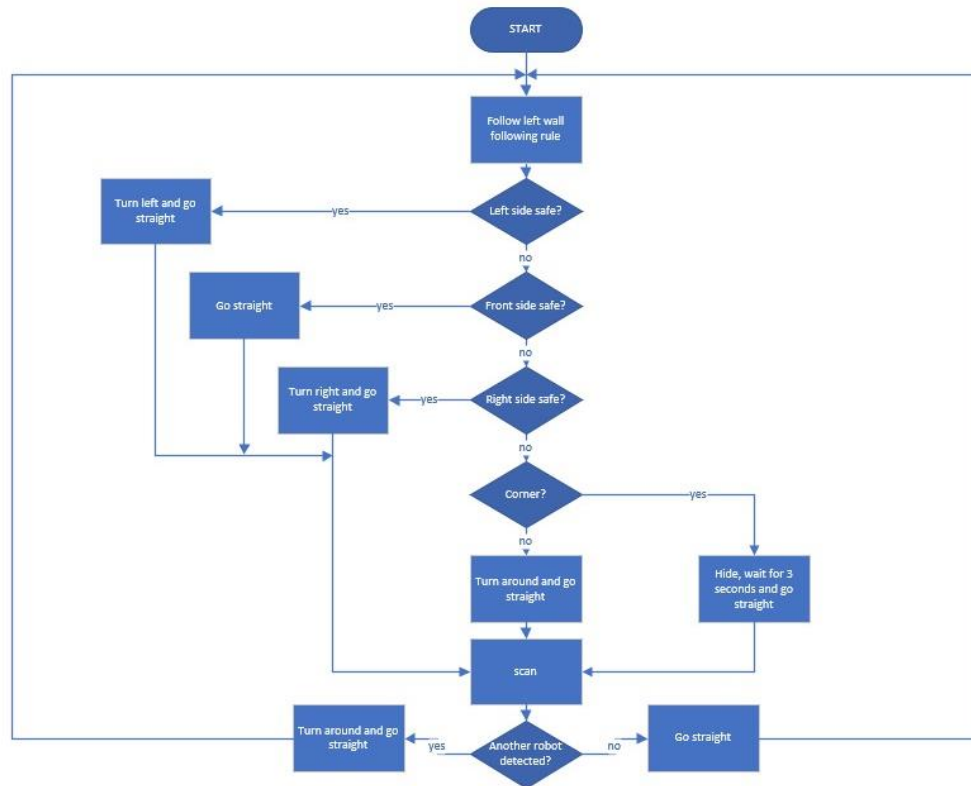 START
Follow left wall
following rule
Turn left and go
straight
yes
Left side safe?
no
Go straight
yes
Front side safe?
no
Turn right and go
straight
yes
Right side safe?
no
Corner?
yes
no
Turn around and go
straight
Hide, wait for 3
seconds and go
straight
scan
Turn around and go
straight
yes
Another robot
detected?
no
Go straight